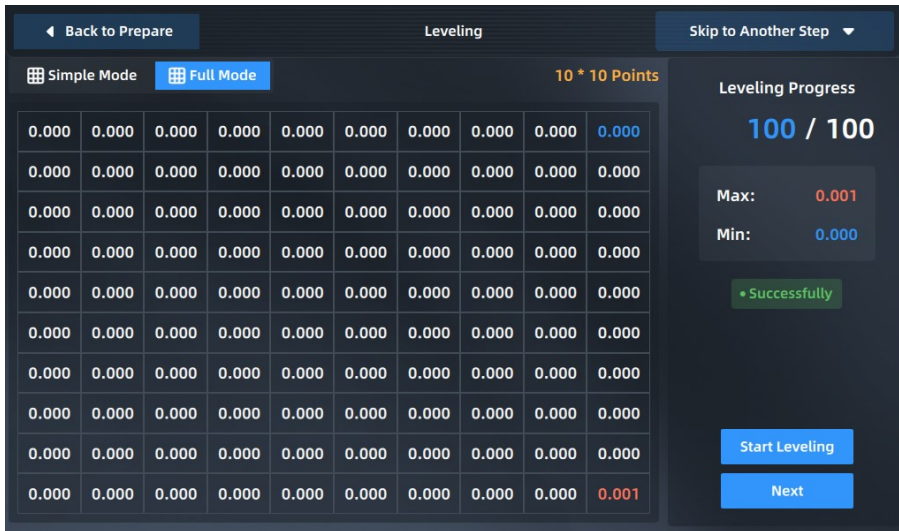 Back to Prepare Leveling Skip to Another Step
Simple Mode Full Mode 10 * 10 Points
Leveling Progress
100 / 100
0.000 0.000 0.000 0.000 0.000 0.000 0.000 0.000 0.000 0.000
0.000 0.000 0.000 0.000 0.000 0.000 0.000 0.000 0.000 0.000
0.000 0.000 0.000 0.000 0.000 0.000 0.000 0.000 0.000 0.000
0.000 0.000 0.000 0.000 0.000 0.000 0.000 0.000 0.000 0.000
0.000 0.000 0.000 0.000 0.000 0.000 0.000 0.000 0.000 0.000
0.000 0.000 0.000 0.000 0.000 0.000 0.000 0.000 0.000 0.000
0.000 0.000 0.000 0.000 0.000 0.000 0.000 0.000 0.000 0.000
0.000 0.000 0.000 0.000 0.000 0.000 0.000 0.000 0.000 0.000
0.000 0.000 0.000 0.000 0.000 0.000 0.000 0.000 0.000 0.000
0.000 0.000 0.000 0.000 0.000 0.000 0.000 0.000 0.000 0.001
Max: 0.001
Min: 0.000
• Successfully
Start Leveling
Next